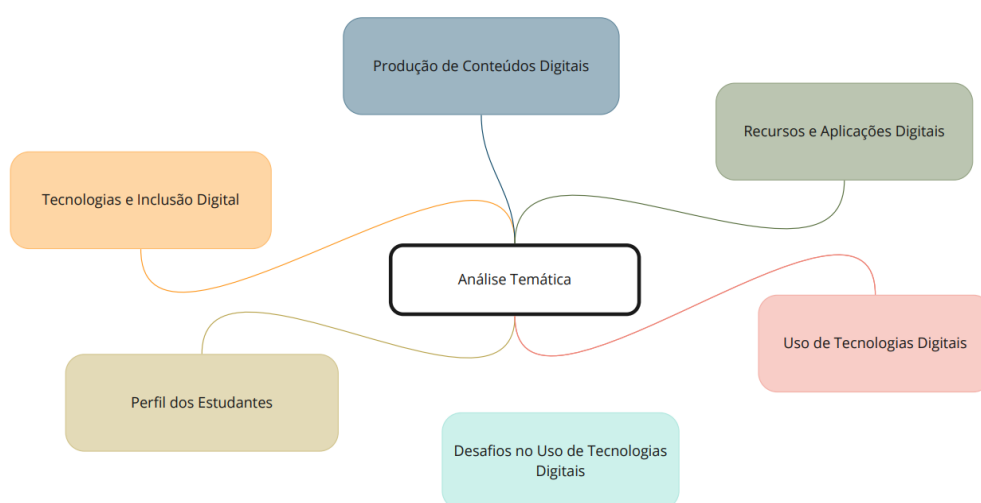 Produção de Conteúdos Digitais
Recursos e Aplicações Digitais
Tecnologias e Inclusão Digital
Análise Temática
Uso de Tecnologias Digitais
Perfil dos Estudantes
Desafios no Uso de Tecnologias
Digitais